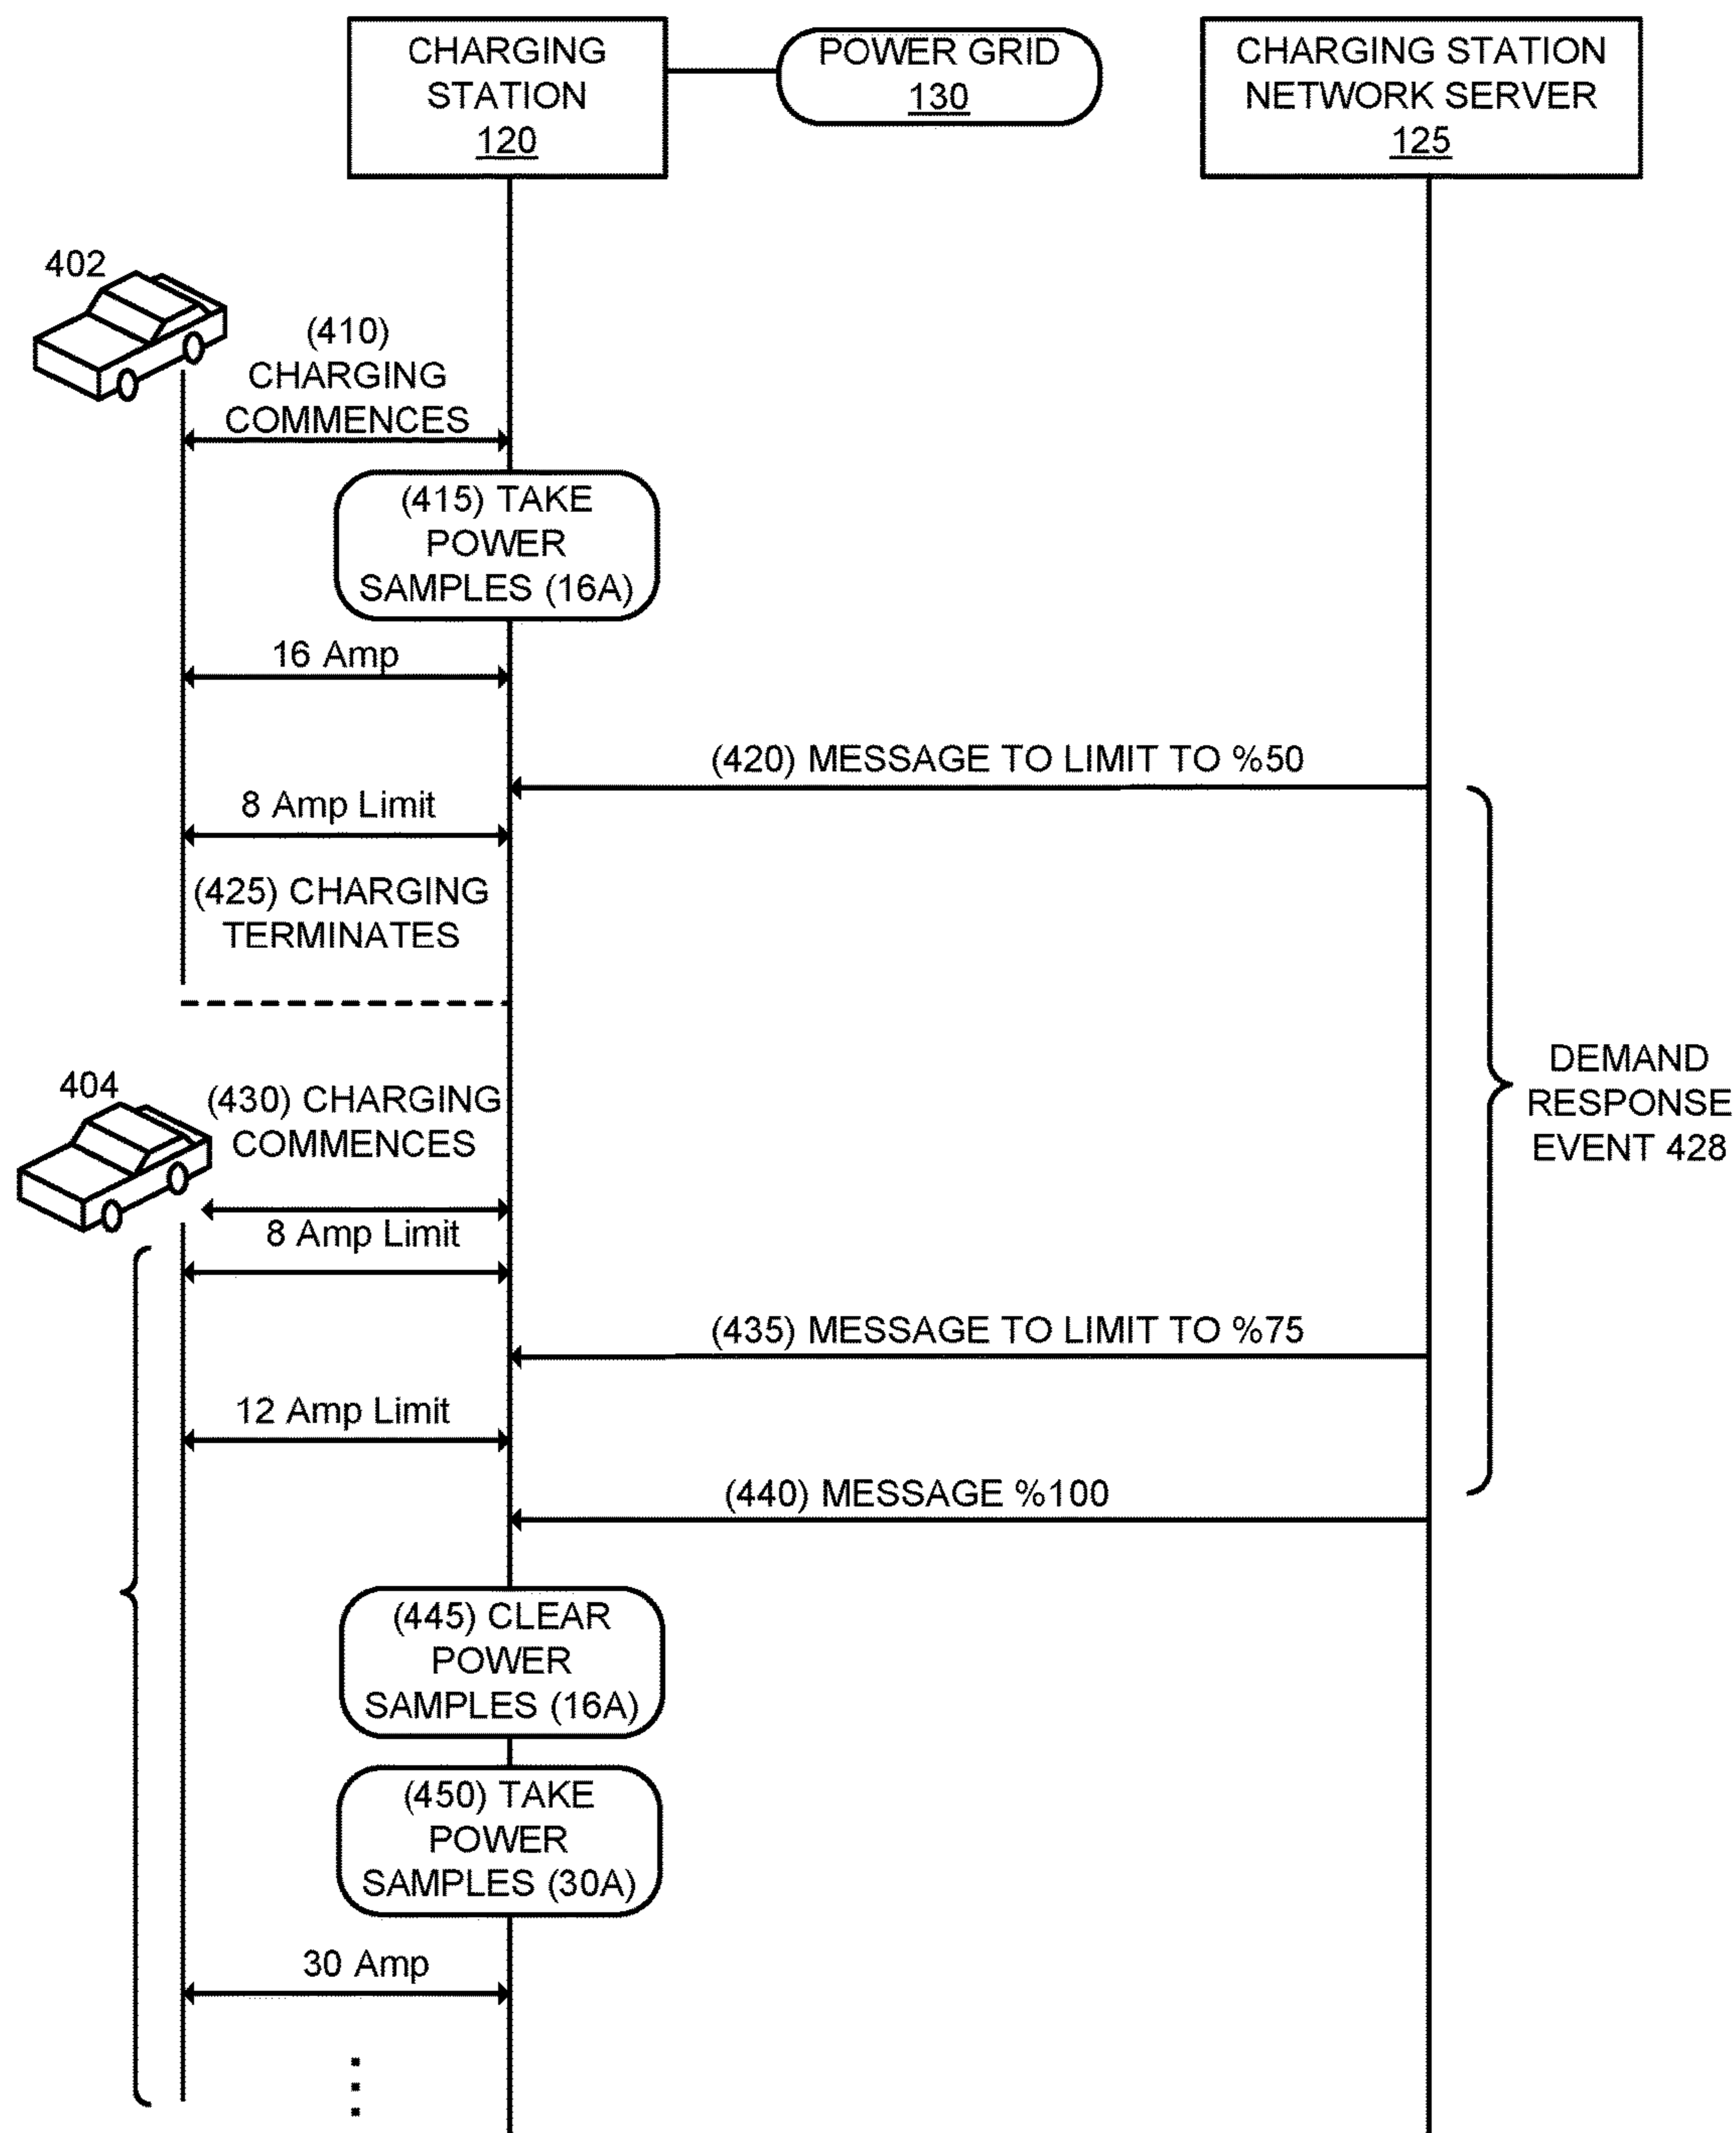 CHARGING
STATION
120
POWER GRID
130
CHARGING STATION
NETWORK SERVER
125
402
(410)
CHARGING
COMMENCES
(415) TAKE
POWER
SAMPLES (16A)
16 Amp
(420) MESSAGE TO LIMIT TO %50
8 Amp Limit
(425) CHARGING
TERMINATES
DEMAND
RESPONSE
EVENT 428
404
(430) CHARGING
COMMENCES
8 Amp Limit
(435) MESSAGE TO LIMIT TO %75
12 Amp Limit
(440) MESSAGE %100
(445) CLEAR
POWER
SAMPLES (16A)
(450) TAKE
POWER
SAMPLES (30A)
30 Amp